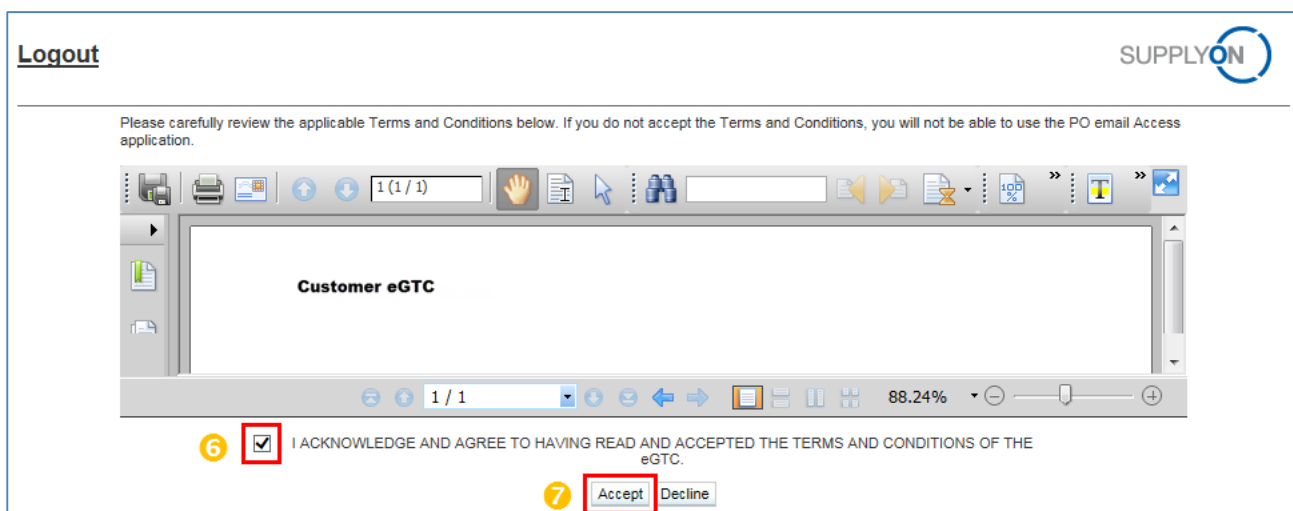 Logout
SUPPLYON
Please carefully review the applicable Terms and Conditions below. If you do not accept the Terms and Conditions, you will not be able to use the PO email Access
application.
1 (1 / 1)
100
%
»
T
»
Customer eGTC
1 / 1
88.24%
6
I ACKNOWLEDGE AND AGREE TO HAVING READ AND ACCEPTED THE TERMS AND CONDITIONS OF THE
eGTC.
7
Accept Decline